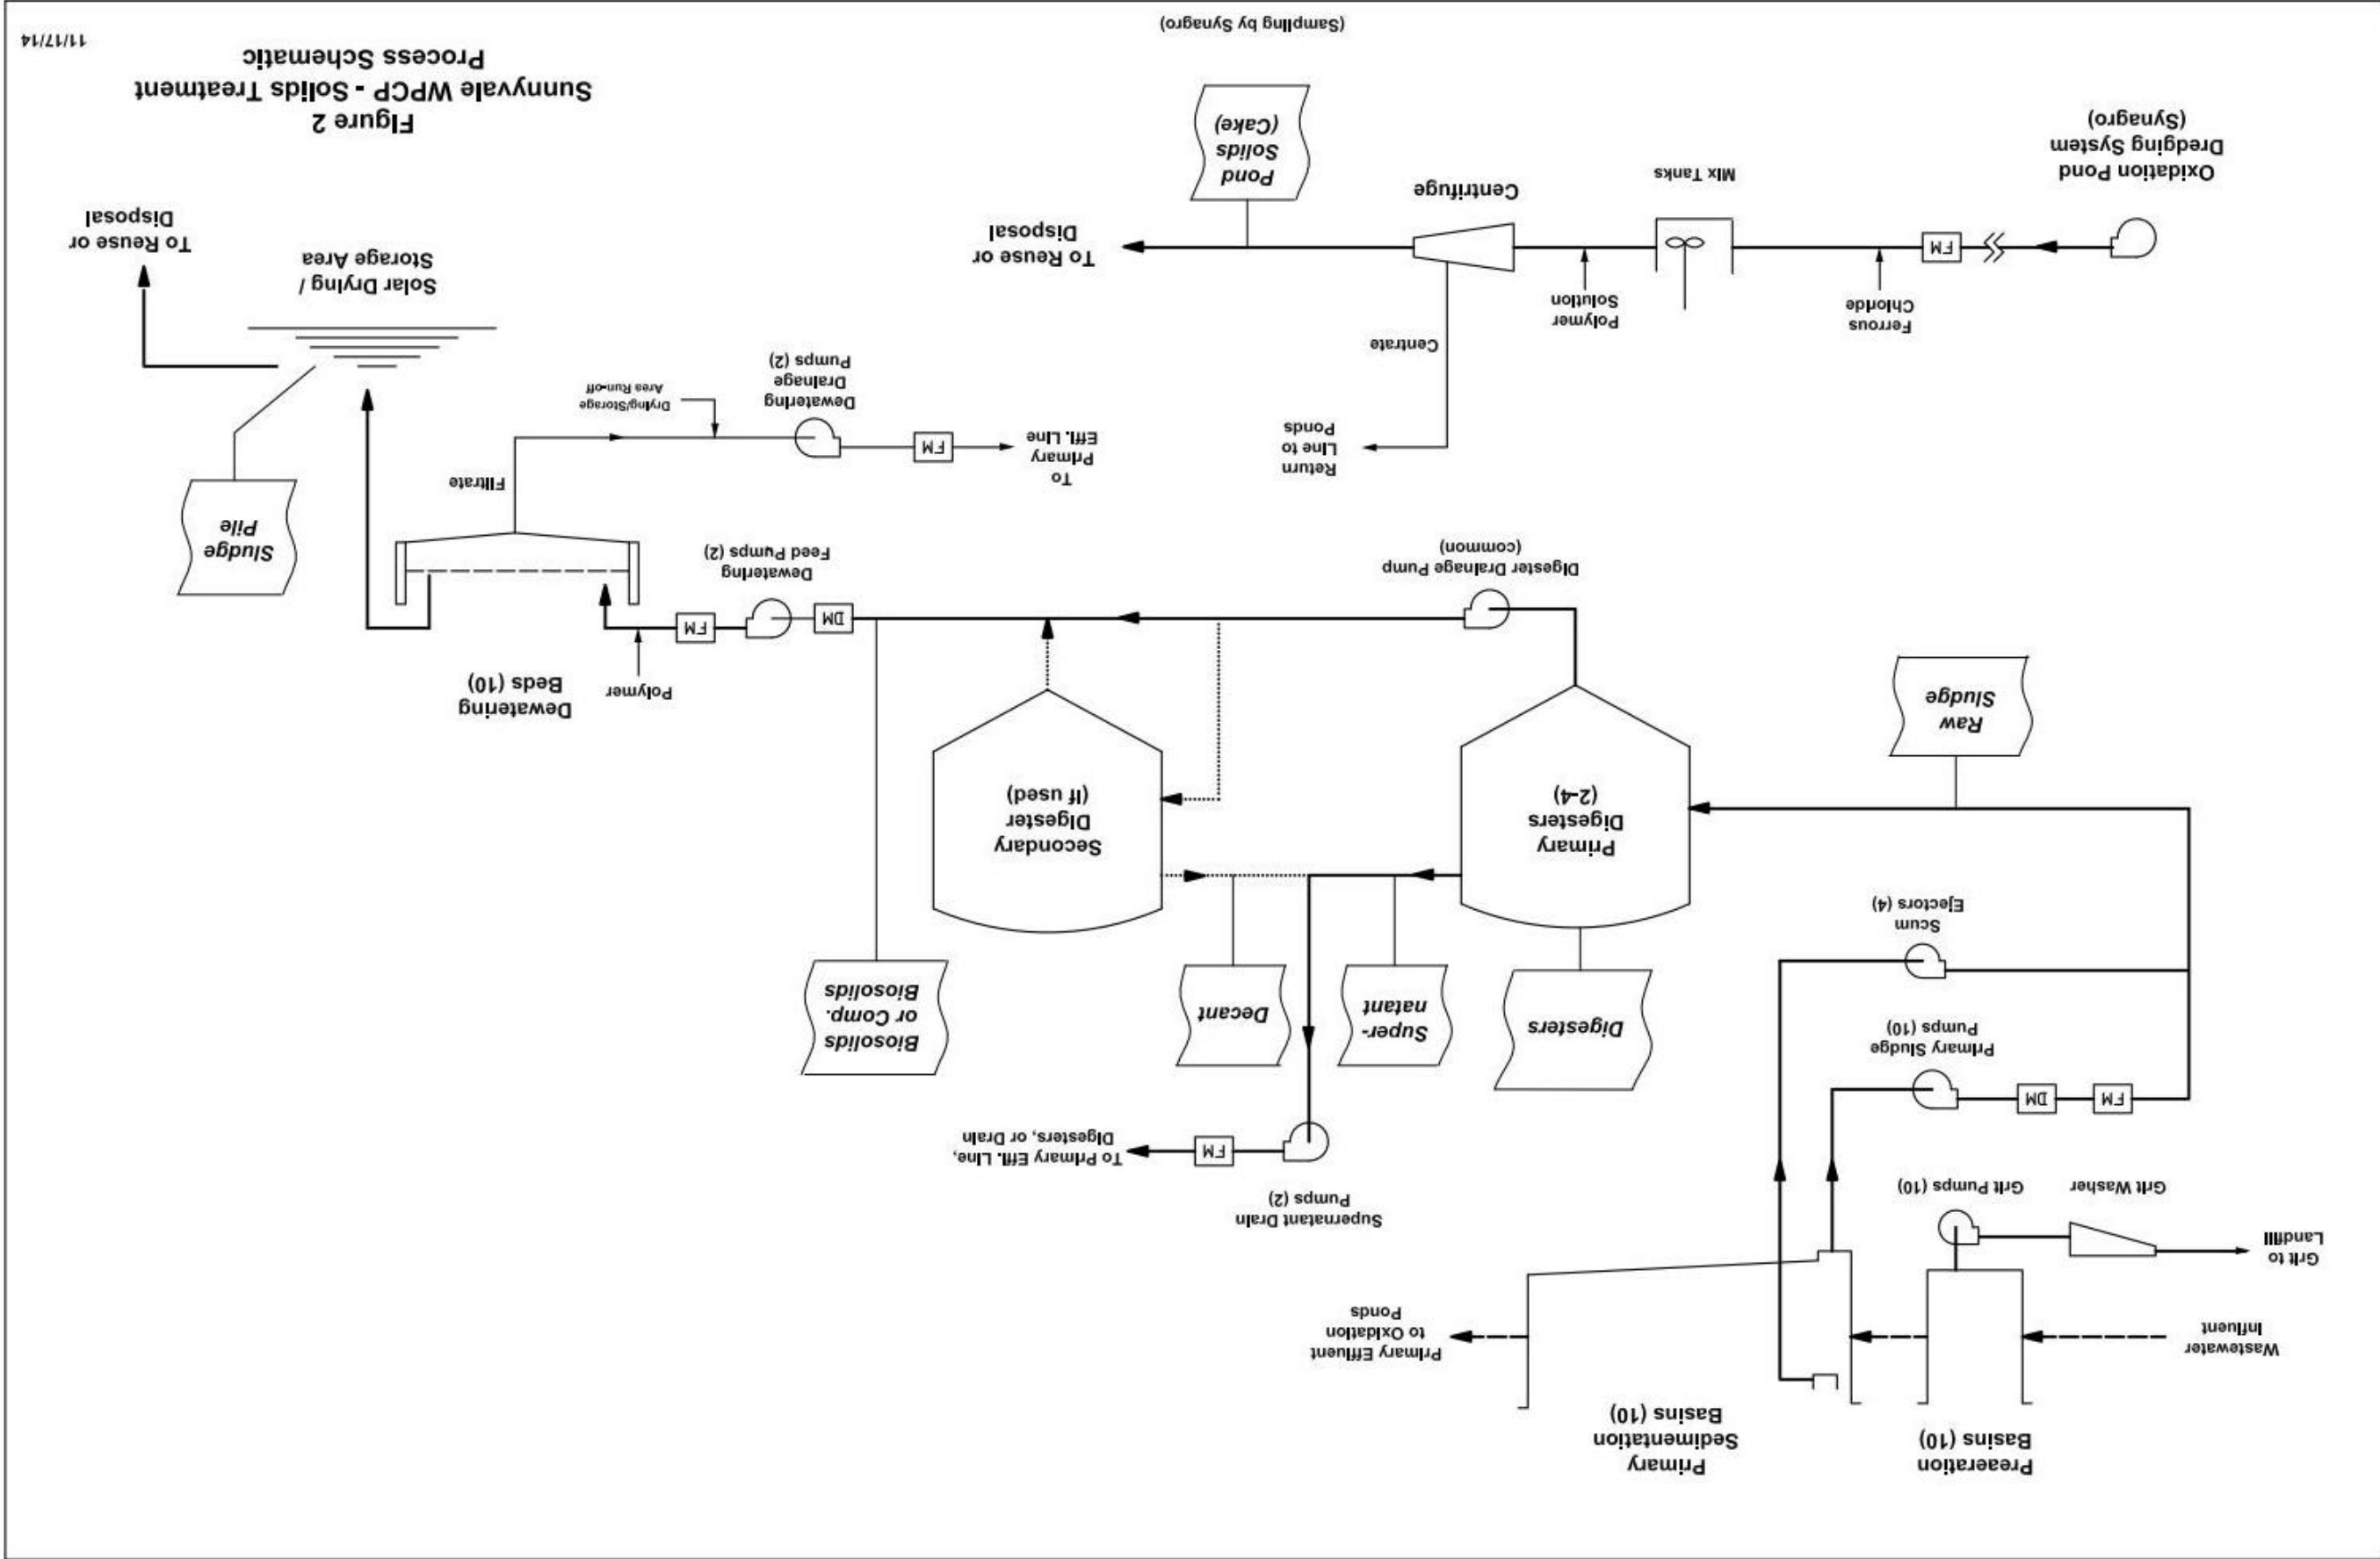 Preaeration
Basins (10)
Primary
Sedimentation
Basins (10)
Wastewater
Influent
Primary Effluent
to Oxidation
Ponds
Grit to
Landfill
Grit Washer
Grit Pumps (10)
Supernatant Drain
Pumps (2)
FM
To Primary Effl. Line,
Digesters, or Drain
FM
DM
Primary Sludge
Pumps (10)
Scum
Ejectors (4)
Digesters
Super-
natant
Decant
Biosolids
or Comp.
Biosolids
Primary
Digesters
(2-4)
Secondary
Digester
(If used)
Raw
Sludge
Digester Drainage Pump
(common)
Polymer
Dewatering
Beds (10)
DM
FM
Dewatering
Feed Pumps (2)
Sludge
Pile
Filtrate
To
Primary
Effl. Line
FM
Dewatering
Drainage
Pumps (2)
Drying/Storage
Area Run-off
Return
Line to
Ponds
Centrate
Ferrous
Chloride
Polymer
Solution
FM
Oxidation Pond
Dredging System
(Synagro)
Mix Tanks
Centrifuge
To Reuse or
Disposal
Pond
Solids
(Cake)
(Sampling by Synagro)
Solar Drying /
Storage Area
To Reuse or
Disposal
Figure 2
Sunnyvale WPCP - Solids Treatment
Process Schematic
11/17/14